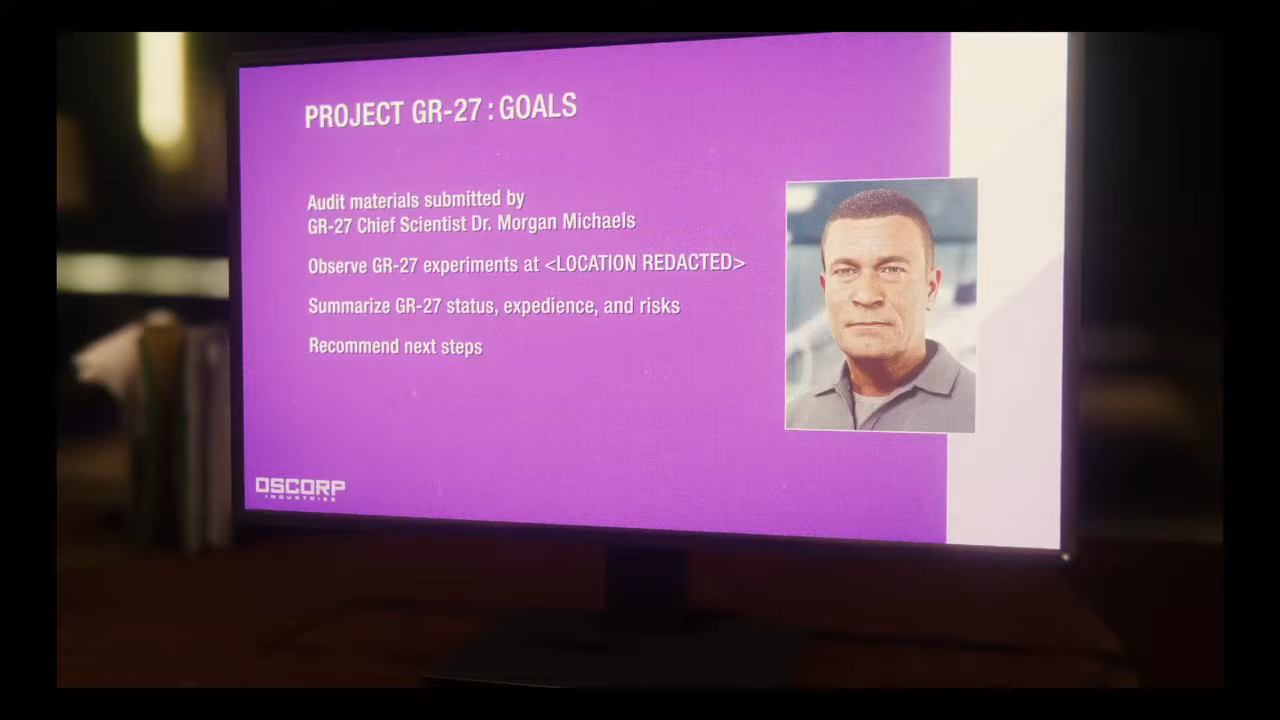 PROJECT GR-27 : GOALS
Audit materials submitted by
GR-27 Chief Scientist Dr. Morgan Michaels
Observe GR-27 experiments at <LOCATION REDACTED>
Summarize GR-27 status, expedience, and risks
Recommend next steps
OSCORP
INDUSTRIES